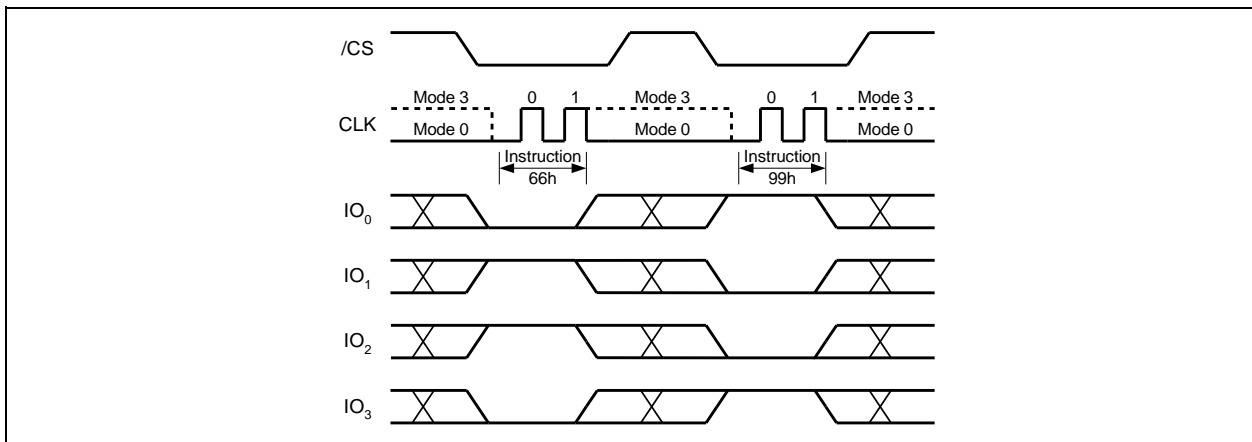 /CS
Mode 3 0 1 Mode 3 0 1 Mode 3
CLK Mode 0 Mode 0 Mode 0
Instruction Instruction
66h 99h
IO₀
IO₁
IO₂
IO₃